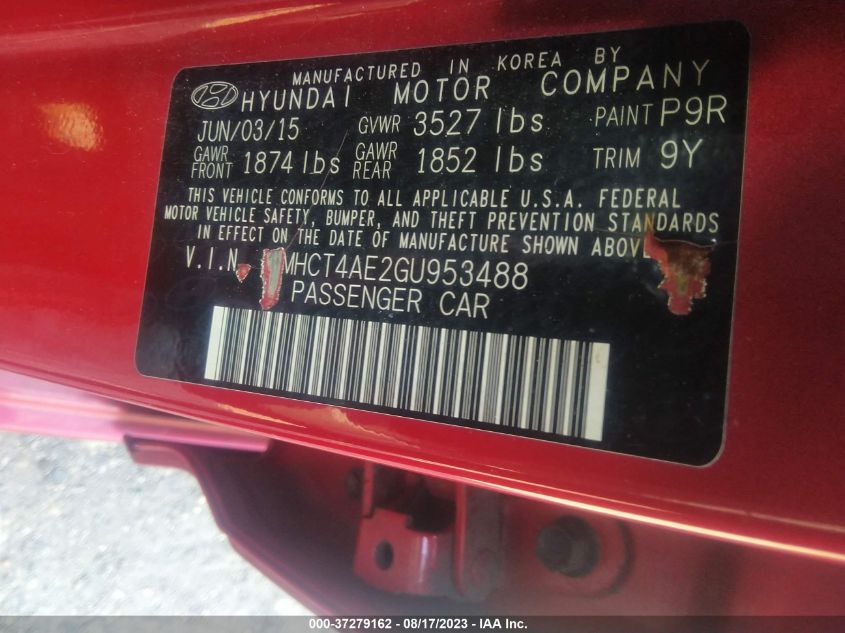 MANUFACTURED IN KOREA BY
HYUNDAI MOTOR COMPANY
JUN/03/15 GVWR 3527 lbs PAINT P9R
GAWR FRONT 1874 lbs GAWR REAR 1852 lbs TRIM 9Y
THIS VEHICLE CONFORMS TO ALL APPLICABLE U.S.A. FEDERAL
MOTOR VEHICLE SAFETY, BUMPER, AND THEFT PREVENTION STANDARDS
IN EFFECT ON THE DATE OF MANUFACTURE SHOWN ABOVE
V.I.N MHCT4AE2GU953488
PASSENGER CAR
000-37279162 - 08/17/2023 - IAA Inc.